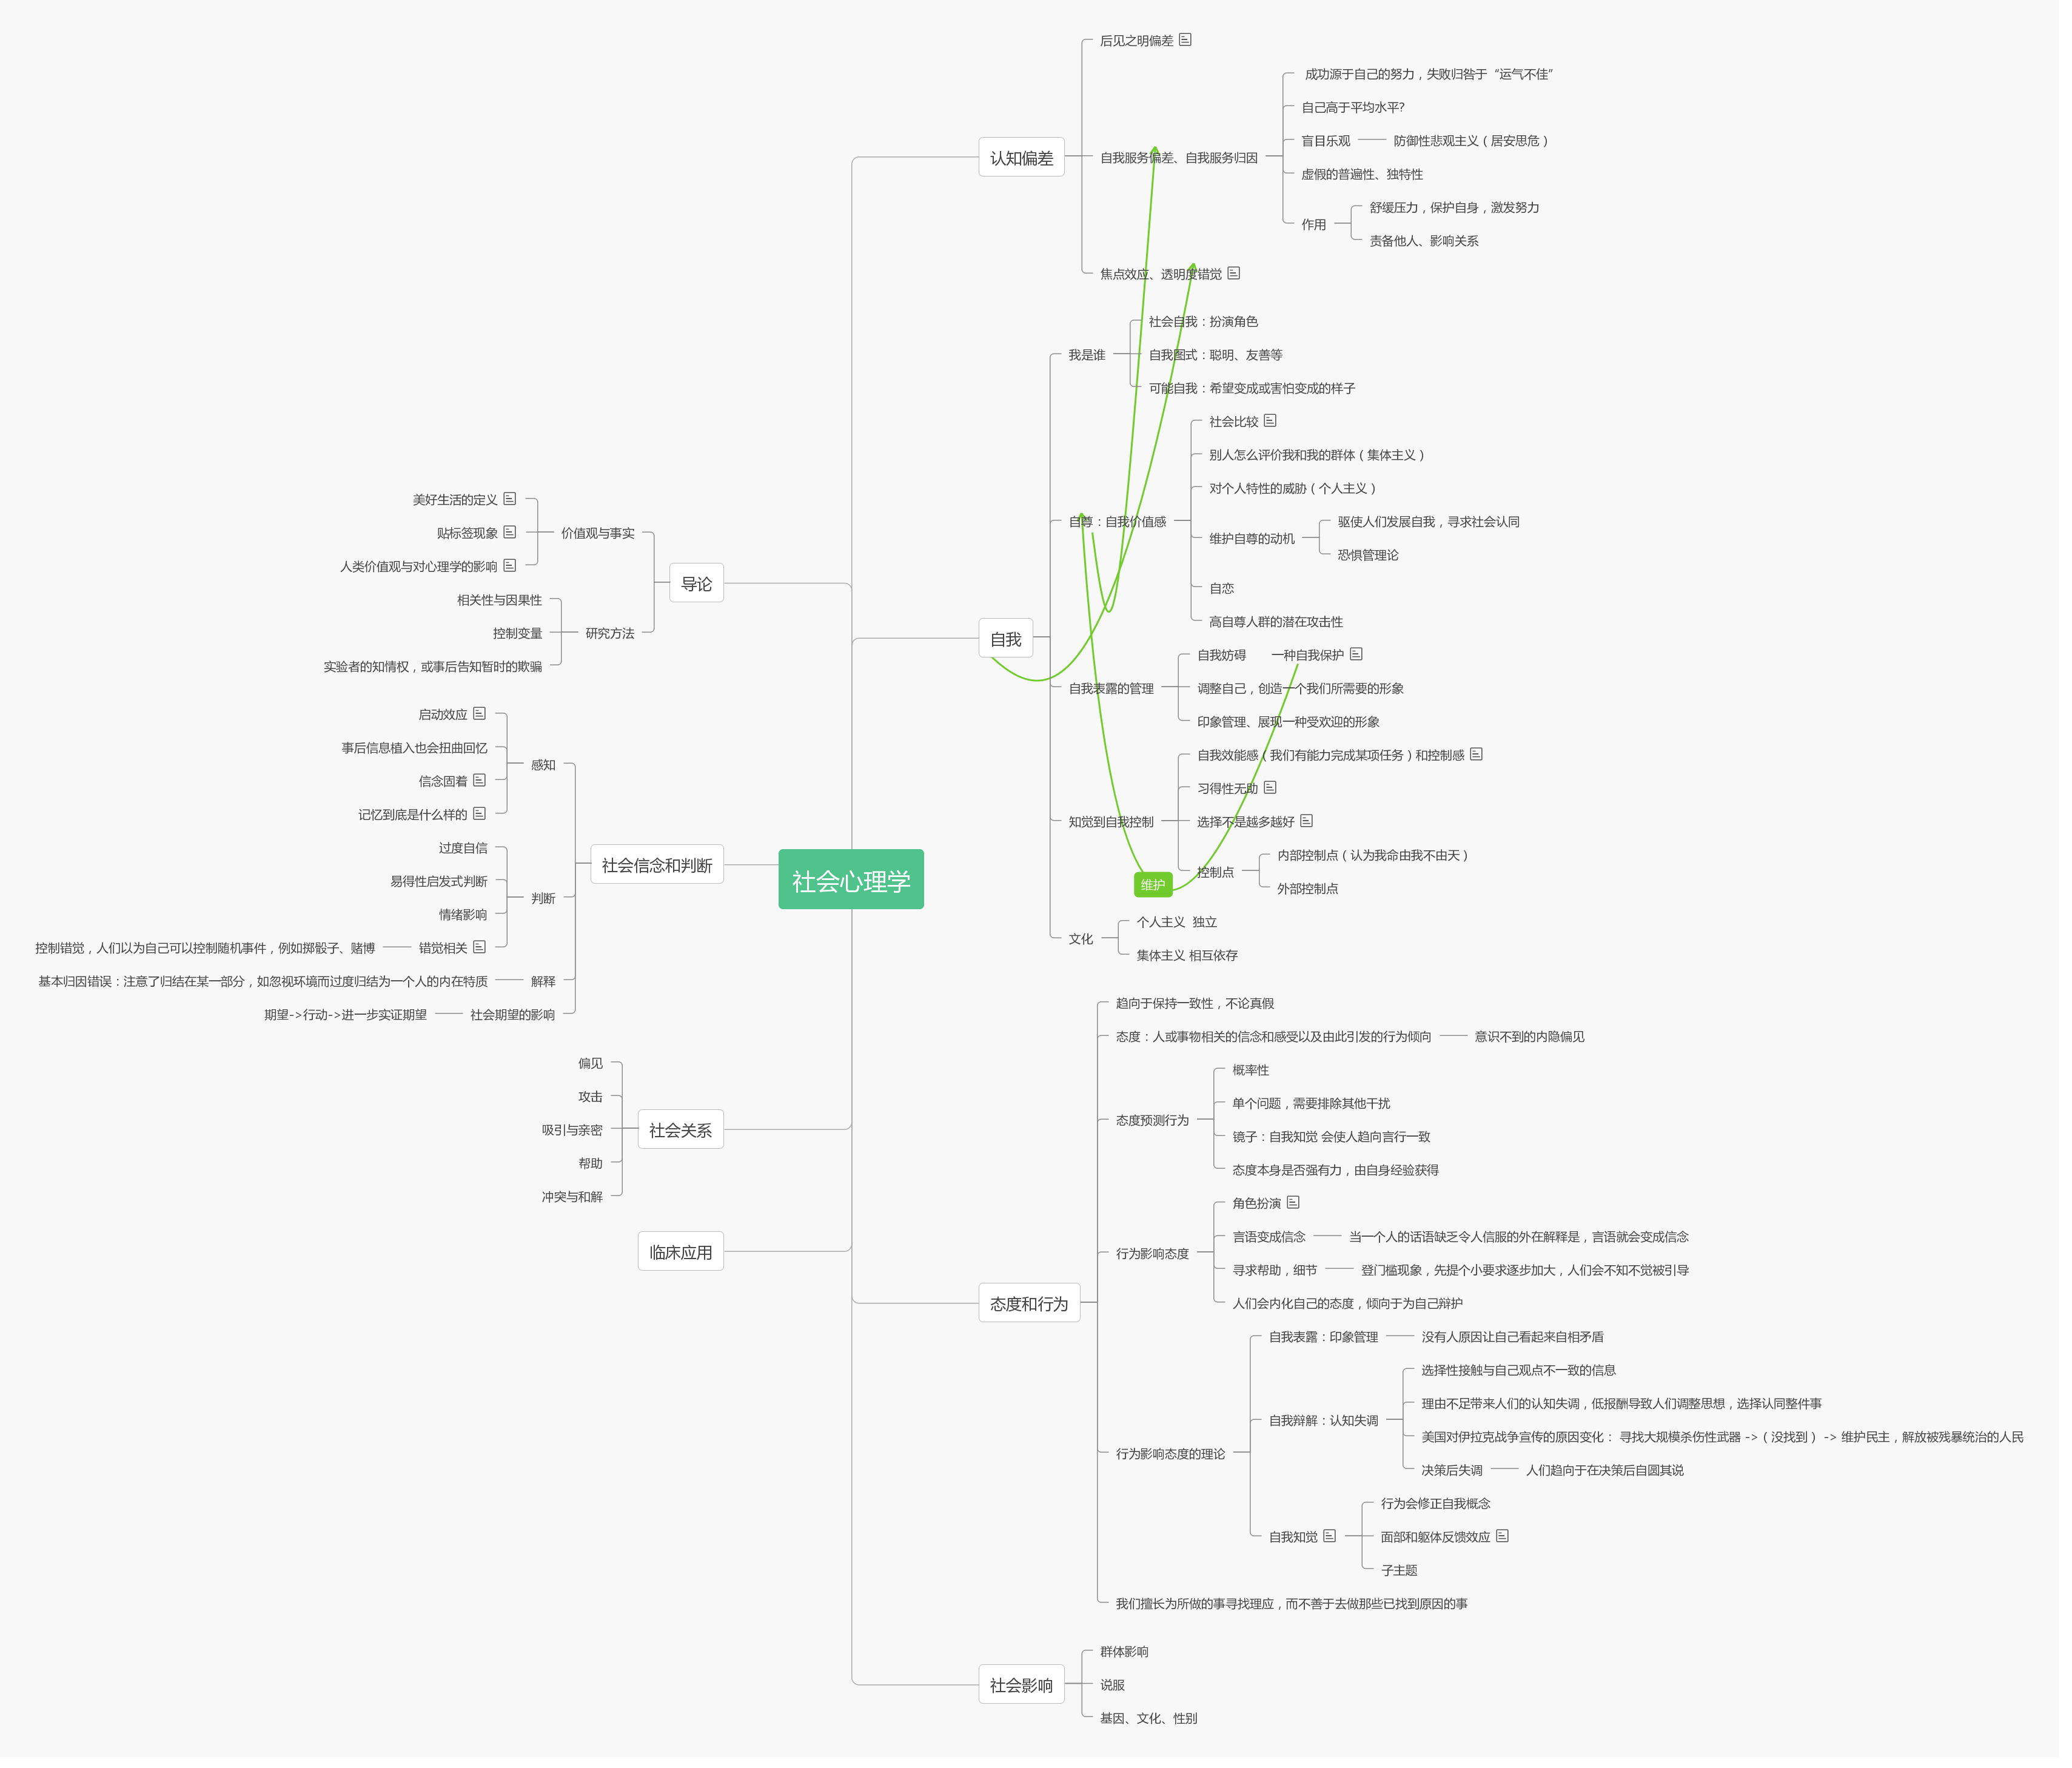 社会心理学
认知偏差
后见之明偏差
自我服务偏差、自我服务归因
成功源于自己的努力，失败归咎于“运气不佳”
自己高于平均水平?
盲目乐观
防御性悲观主义（居安思危）
虚假的普遍性、独特性
作用
舒缓压力，保护自身，激发努力
责备他人、影响关系
焦点效应、透明度错觉
自我
我是谁
社会自我：扮演角色
自我图式：聪明、友善等
可能自我：希望变成或害怕变成的样子
自尊：自我价值感
社会比较
别人怎么评价我和我的群体（集体主义）
对个人特性的威胁（个人主义）
维护自尊的动机
驱使人们发展自我，寻求社会认同
恐惧管理论
自恋
高自尊人群的潜在攻击性
自我表露的管理
自我妨碍 一种自我保护
调整自己，创造一个我们所需要的形象
印象管理、展现一种受欢迎的形象
知觉到自我控制
自我效能感（我们有能力完成某项任务）和控制感
习得性无助
选择不是越多越好
控制点
内部控制点（认为我命由我不由天）
外部控制点
维护
文化
个人主义 独立
集体主义 相互依存
态度和行为
趋向于保持一致性，不论真假
态度：人或事物相关的信念和感受以及由此引发的行为倾向
意识不到的内隐偏见
态度预测行为
概率性
单个问题，需要排除其他干扰
镜子：自我知觉 会使人趋向言行一致
态度本身是否强有力，由自身经验获得
行为影响态度
角色扮演
言语变成信念
当一个人的话语缺乏令人信服的外在解释是，言语就会变成信念
寻求帮助，细节
登门槛现象，先提个小要求逐步加大，人们会不知不觉被引导
人们会内化自己的态度，倾向于为自己辩护
行为影响态度的理论
自我表露：印象管理
没有人原因让自己看起来自相矛盾
自我辩解：认知失调
选择性接触与自己观点不一致的信息
理由不足带来人们的认知失调，低报酬导致人们调整思想，选择认同整件事
美国对伊拉克战争宣传的原因变化： 寻找大规模杀伤性武器 ->（没找到） -> 维护民主，解放被残暴统治的人民
决策后失调
人们趋向于在决策后自圆其说
自我知觉
行为会修正自我概念
面部和躯体反馈效应
子主题
我们擅长为所做的事寻找理应，而不善于去做那些已找到原因的事
社会影响
群体影响
说服
基因、文化、性别
导论
价值观与事实
美好生活的定义
贴标签现象
人类价值观与对心理学的影响
研究方法
相关性与因果性
控制变量
实验者的知情权，或事后告知暂时的欺骗
社会信念和判断
感知
启动效应
事后信息植入也会扭曲回忆
信念固着
记忆到底是什么样的
判断
过度自信
易得性启发式判断
情绪影响
错觉相关
控制错觉，人们以为自己可以控制随机事件，例如掷骰子、赌博
解释
基本归因错误：注意了归结在某一部分，如忽视环境而过度归结为一个人的内在特质
社会期望的影响
期望->行动->进一步实证期望
社会关系
偏见
攻击
吸引与亲密
帮助
冲突与和解
临床应用